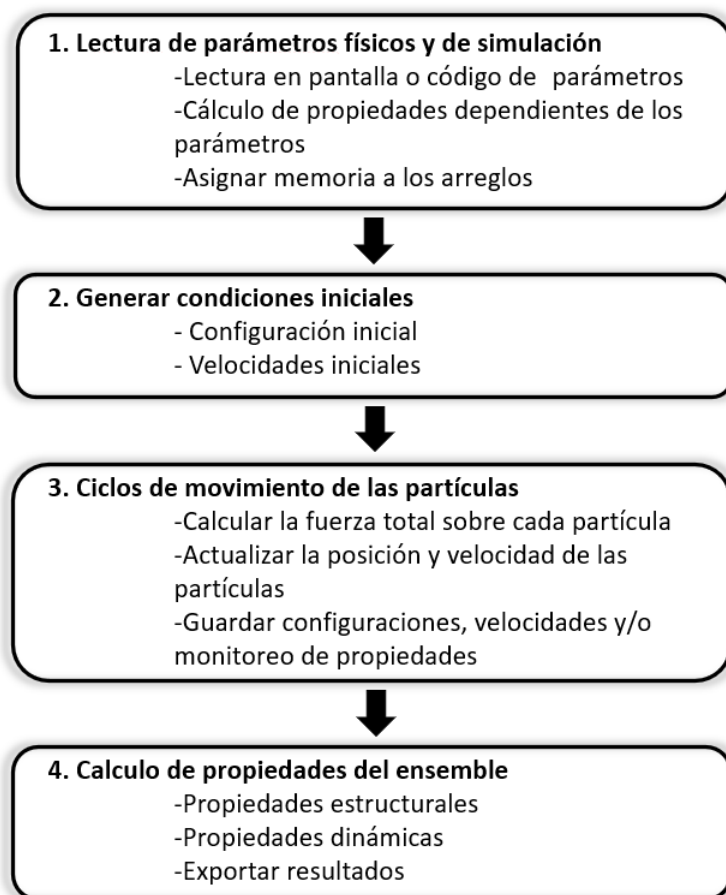 1. Lectura de parámetros físicos y de simulación
-Lectura en pantalla o código de parámetros
-Cálculo de propiedades dependientes de los
parámetros
-Asignar memoria a los arreglos
2. Generar condiciones iniciales
- Configuración inicial
- Velocidades iniciales
3. Ciclos de movimiento de las partículas
-Calcular la fuerza total sobre cada partícula
-Actualizar la posición y velocidad de las
partículas
-Guardar configuraciones, velocidades y/o
monitoreo de propiedades
4. Calculo de propiedades del ensemble
-Propiedades estructurales
-Propiedades dinámicas
-Exportar resultados